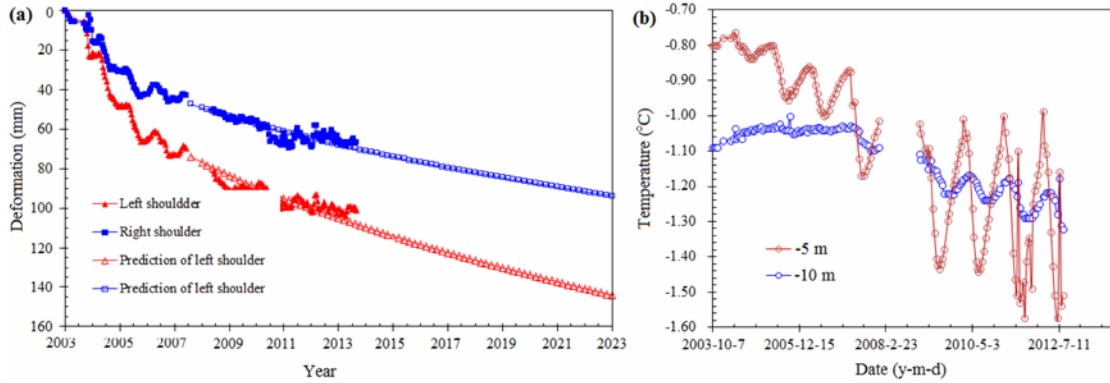 (a)
0
20
40
60
80
100
120
140
160
Deformation (mm)
Left shouldder
Right shoulder
Prediction of left shoulder
Prediction of left shoulder
2003 2005 2007 2009 2011 2013 2015 2017 2019 2021 2023
Year
(b)
-0.70
-0.80
-0.90
-1.00
-1.10
-1.20
-1.30
-1.40
-1.50
-1.60
Temperature (°C)
-5 m
-10 m
2003-10-7 2005-12-15 2008-2-23 2010-5-3 2012-7-11
Date (y-m-d)